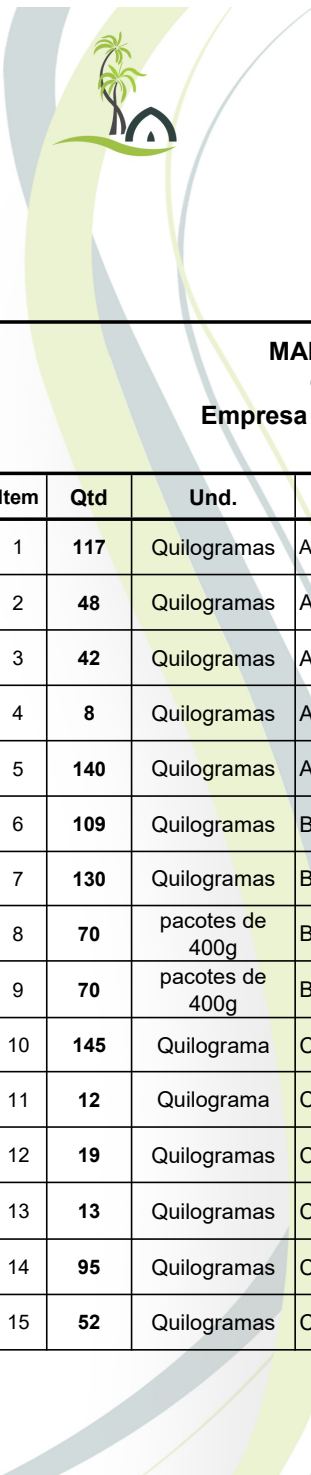 Empresa
Item Qtd Und.
1 117 Quilogramas A
2 48 Quilogramas A
3 42 Quilogramas A
4 8 Quilogramas A
5 140 Quilogramas A
6 109 Quilogramas B
7 130 Quilogramas B
8 70 pacotes de
400g B
9 70 pacotes de
400g B
10 145 Quilograma C
11 12 Quilograma C
12 19 Quilogramas C
13 13 Quilogramas C
14 95 Quilogramas C
15 52 Quilogramas C